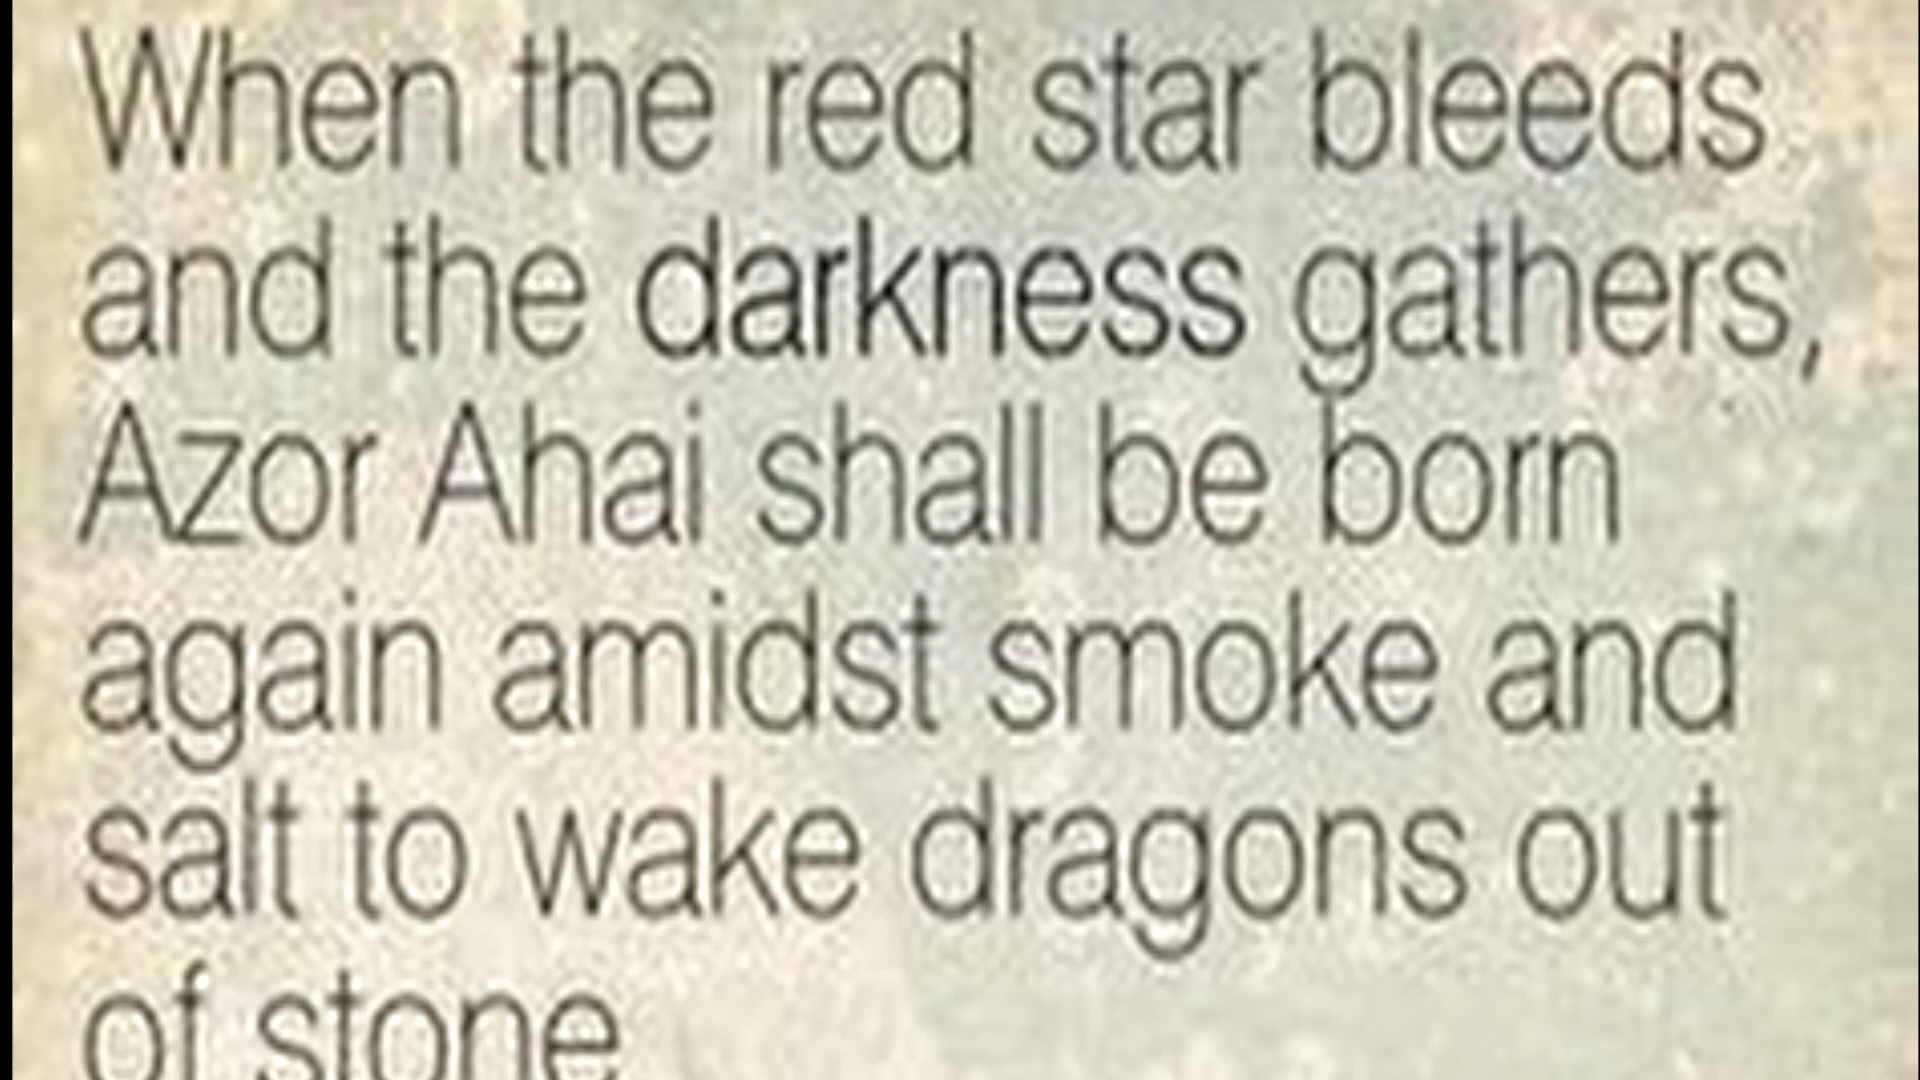 When the red star bleeds
and the darkness gathers,
Azor Ahai shall be born
again amidst smoke and
salt to wake dragons out
of stone